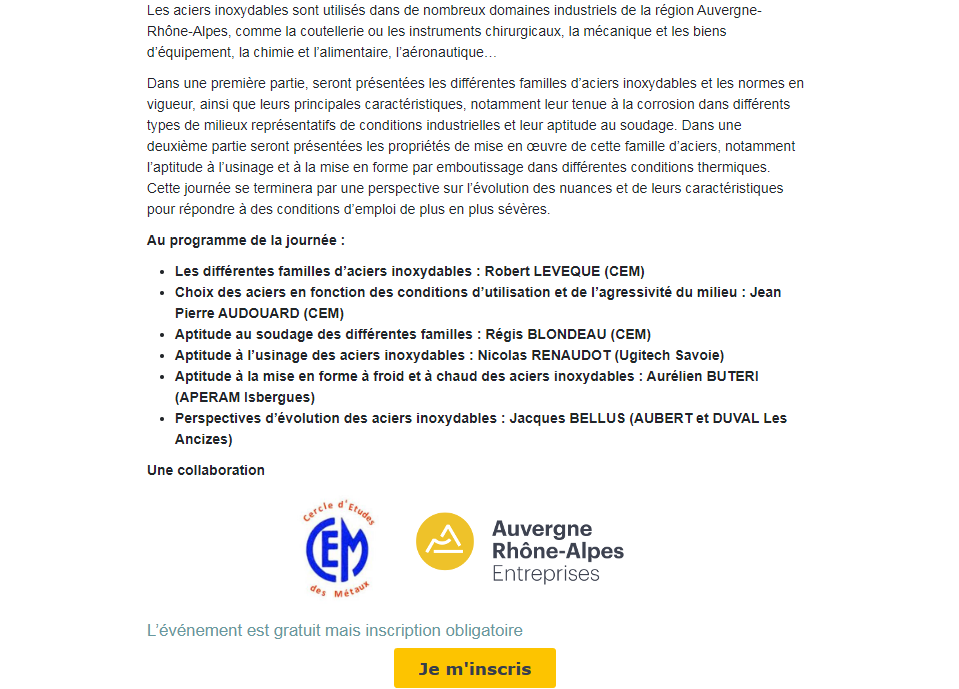 Les aciers inoxydables sont utilisés dans de nombreux domaines industriels de la région Auvergne-
Rhône-Alpes, comme la coutellerie ou les instruments chirurgicaux, la mécanique et les biens
d’équipement, la chimie et l’alimentaire, l’aéronautique…
Dans une première partie, seront présentées les différentes familles d’aciers inoxydables et les normes en
vigueur, ainsi que leurs principales caractéristiques, notamment leur tenue à la corrosion dans différents
types de milieux représentatifs de conditions industrielles et leur aptitude au soudage. Dans une
deuxième partie seront présentées les propriétés de mise en œuvre de cette famille d’aciers, notamment
l’aptitude à l’usinage et à la mise en forme par emboutissage dans différentes conditions thermiques.
Cette journée se terminera par une perspective sur l’évolution des nuances et de leurs caractéristiques
pour répondre à des conditions d’emploi de plus en plus sévères.
Au programme de la journée :
• Les différentes familles d’aciers inoxydables : Robert LEVEQUE (CEM)
• Choix des aciers en fonction des conditions d’utilisation et de l’agressivité du milieu : Jean
Pierre AUDOUARD (CEM)
• Aptitude au soudage des différentes familles : Régis BLONDEAU (CEM)
• Aptitude à l’usinage des aciers inoxydables : Nicolas RENAUDOT (Ugitech Savoie)
• Aptitude à la mise en forme à froid et à chaud des aciers inoxydables : Aurélien BUTERI
(APERAM Isbergues)
• Perspectives d’évolution des aciers inoxydables : Jacques BELLUS (AUBERT et DUVAL Les
Ancizes)
Une collaboration
Cercle d'Etudes
CEM
des Métaux
Auvergne
Rhône-Alpes
Entreprises
L’événement est gratuit mais inscription obligatoire
Je m'inscris